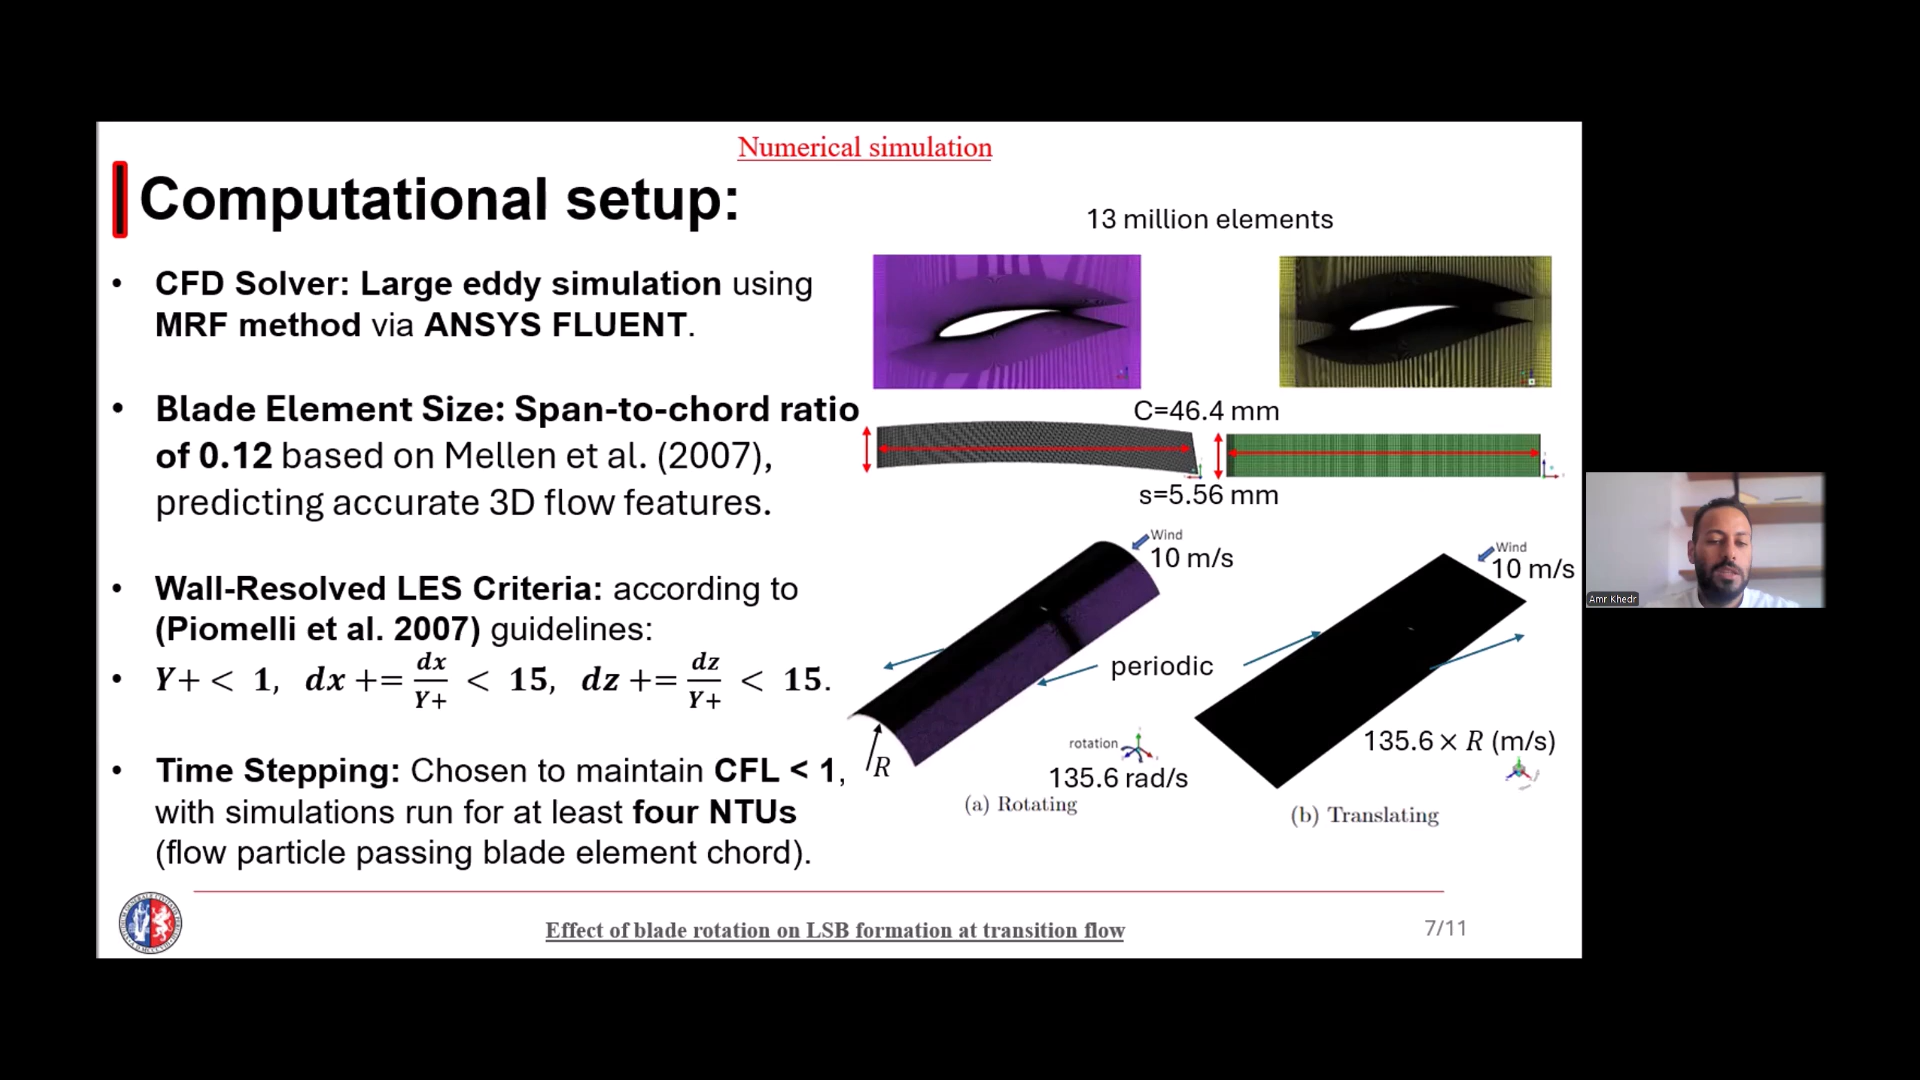 Numerical simulation
Computational setup:
13 million elements
• CFD Solver: Large eddy simulation using
MRF method via ANSYS FLUENT.
• Blade Element Size: Span-to-chord ratio
of 0.12 based on Mellen et al. (2007),
predicting accurate 3D flow features.
• Wall-Resolved LES Criteria: according to
(Piomelli et al. 2007) guidelines:
• Y+ < 1, dx += dx/Y+ < 15, dz += dz/Y+ < 15.
• Time Stepping: Chosen to maintain CFL < 1,
with simulations run for at least four NTUs
(flow particle passing blade element chord).
C=46.4 mm
s=5.56 mm
Wind
10 m/s
Wind
10 m/s
periodic
R
rotation
135.6 rad/s
(a) Rotating
135.6 × R (m/s)
(b) Translating
Effect of blade rotation on LSB formation at transition flow
7/11
Amr Khedr